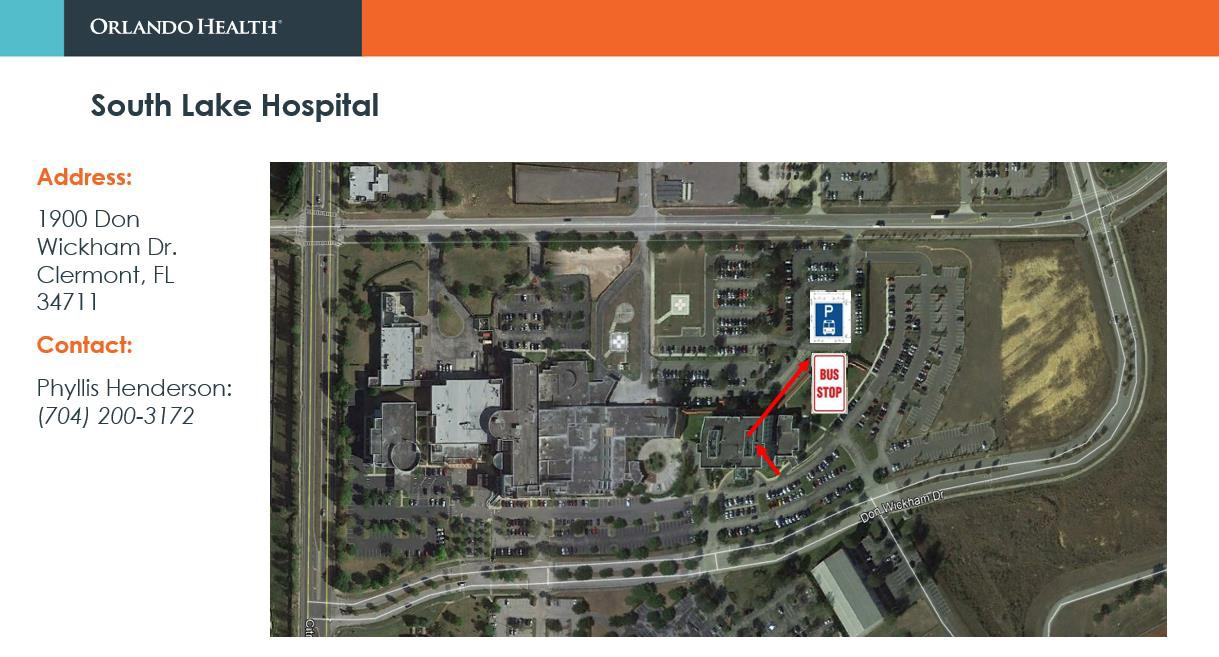 ORLANDO HEALTH®
South Lake Hospital
Address:
1900 Don
Wickham Dr.
Clermont, FL
34711
Contact:
Phyllis Henderson:
(704) 200-3172
P
BUS
STOP
Don Wickham Dr